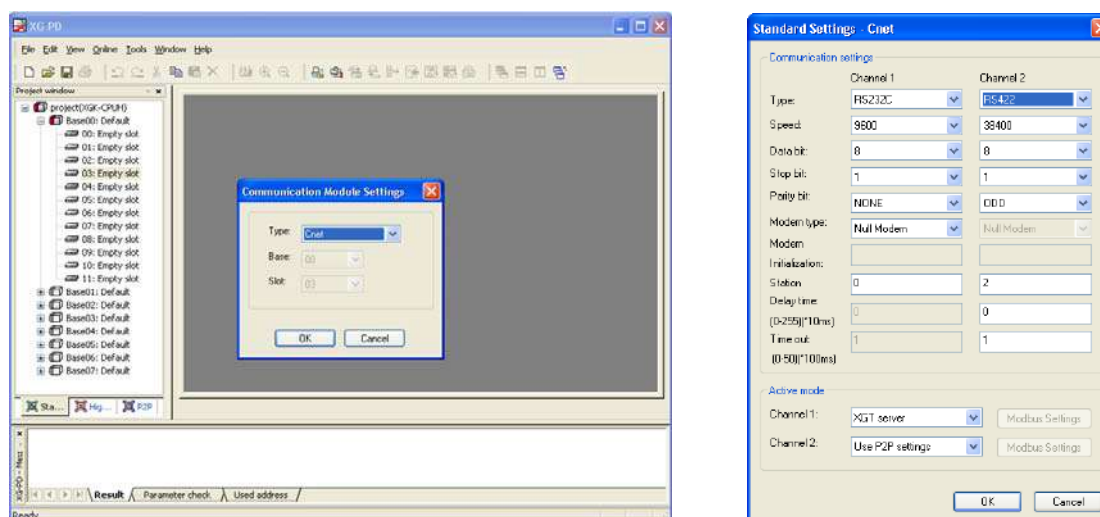 XG-PD
File Edit View Online Tools Window Help
Project window
project(XGK-CPUH)
Base00: Default
00: Empty slot
01: Empty slot
02: Empty slot
03: Empty slot
04: Empty slot
05: Empty slot
06: Empty slot
07: Empty slot
08: Empty slot
09: Empty slot
10: Empty slot
11: Empty slot
Base01: Default
Base02: Default
Base03: Default
Base04: Default
Base05: Default
Base06: Default
Base07: Default
Sta... Hig... P2P
Communication Module Settings
Type: Cnet
Base: 00
Slot: 03
OK Cancel
Result Parameter check Used address
Ready
Standard Settings - Cnet
Communication settings
Channel 1 Channel 2
Type: RS232C RS422
Speed: 9600 38400
Data bit: 8 8
Stop bit: 1 1
Parity bit: NONE ODD
Modem type: Null Modem Null Modem
Modem
Initialization:
Station 0 2
Delay time: 0 0
(0-255)(*10ms)
Time out: 1 1
(0-50)(*100ms)
Active mode
Channel 1: XGT server Modbus Settings
Channel 2: Use P2P settings Modbus Settings
OK Cancel